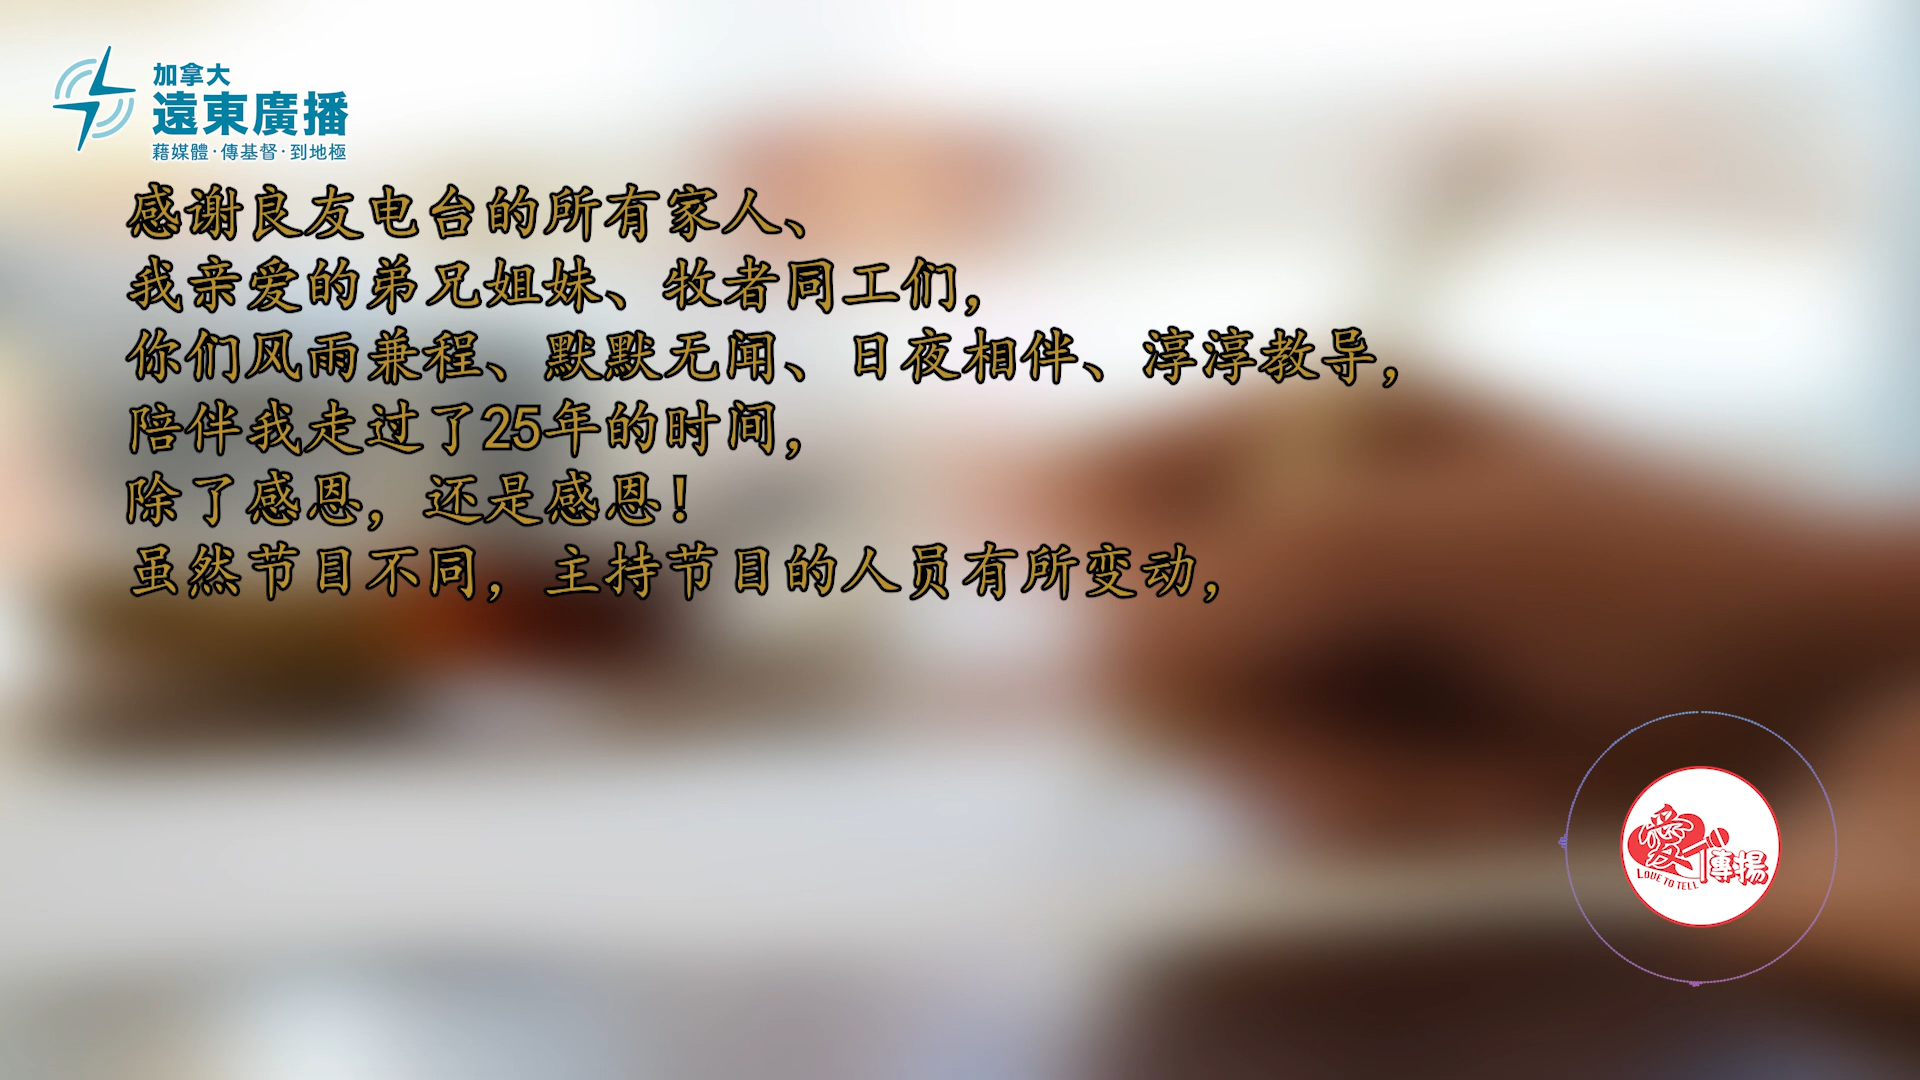 加拿大
遠東廣播
藉媒體·傳基督·到地極
感谢良友电台的所有家人、
我亲爱的弟兄姐妹、牧者同工们，
你们风雨兼程、默默无闻、日夜相伴、淳淳教导，
陪伴我走过了25年的时间，
除了感恩，还是感恩！
虽然节目不同，主持节目的人员有所变动，
愛傳揚
LOVE TO TELL